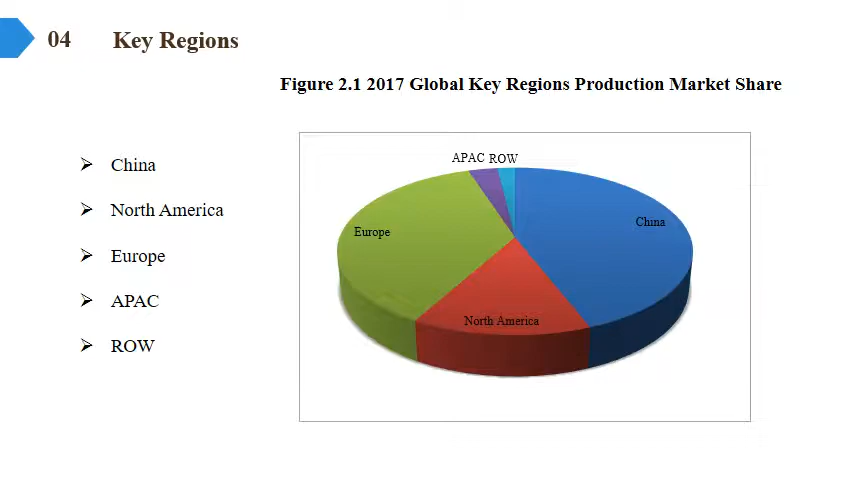 04 Key Regions
Figure 2.1 2017 Global Key Regions Production Market Share
China
North America
Europe
APAC
ROW
APAC ROW
China
Europe
North America